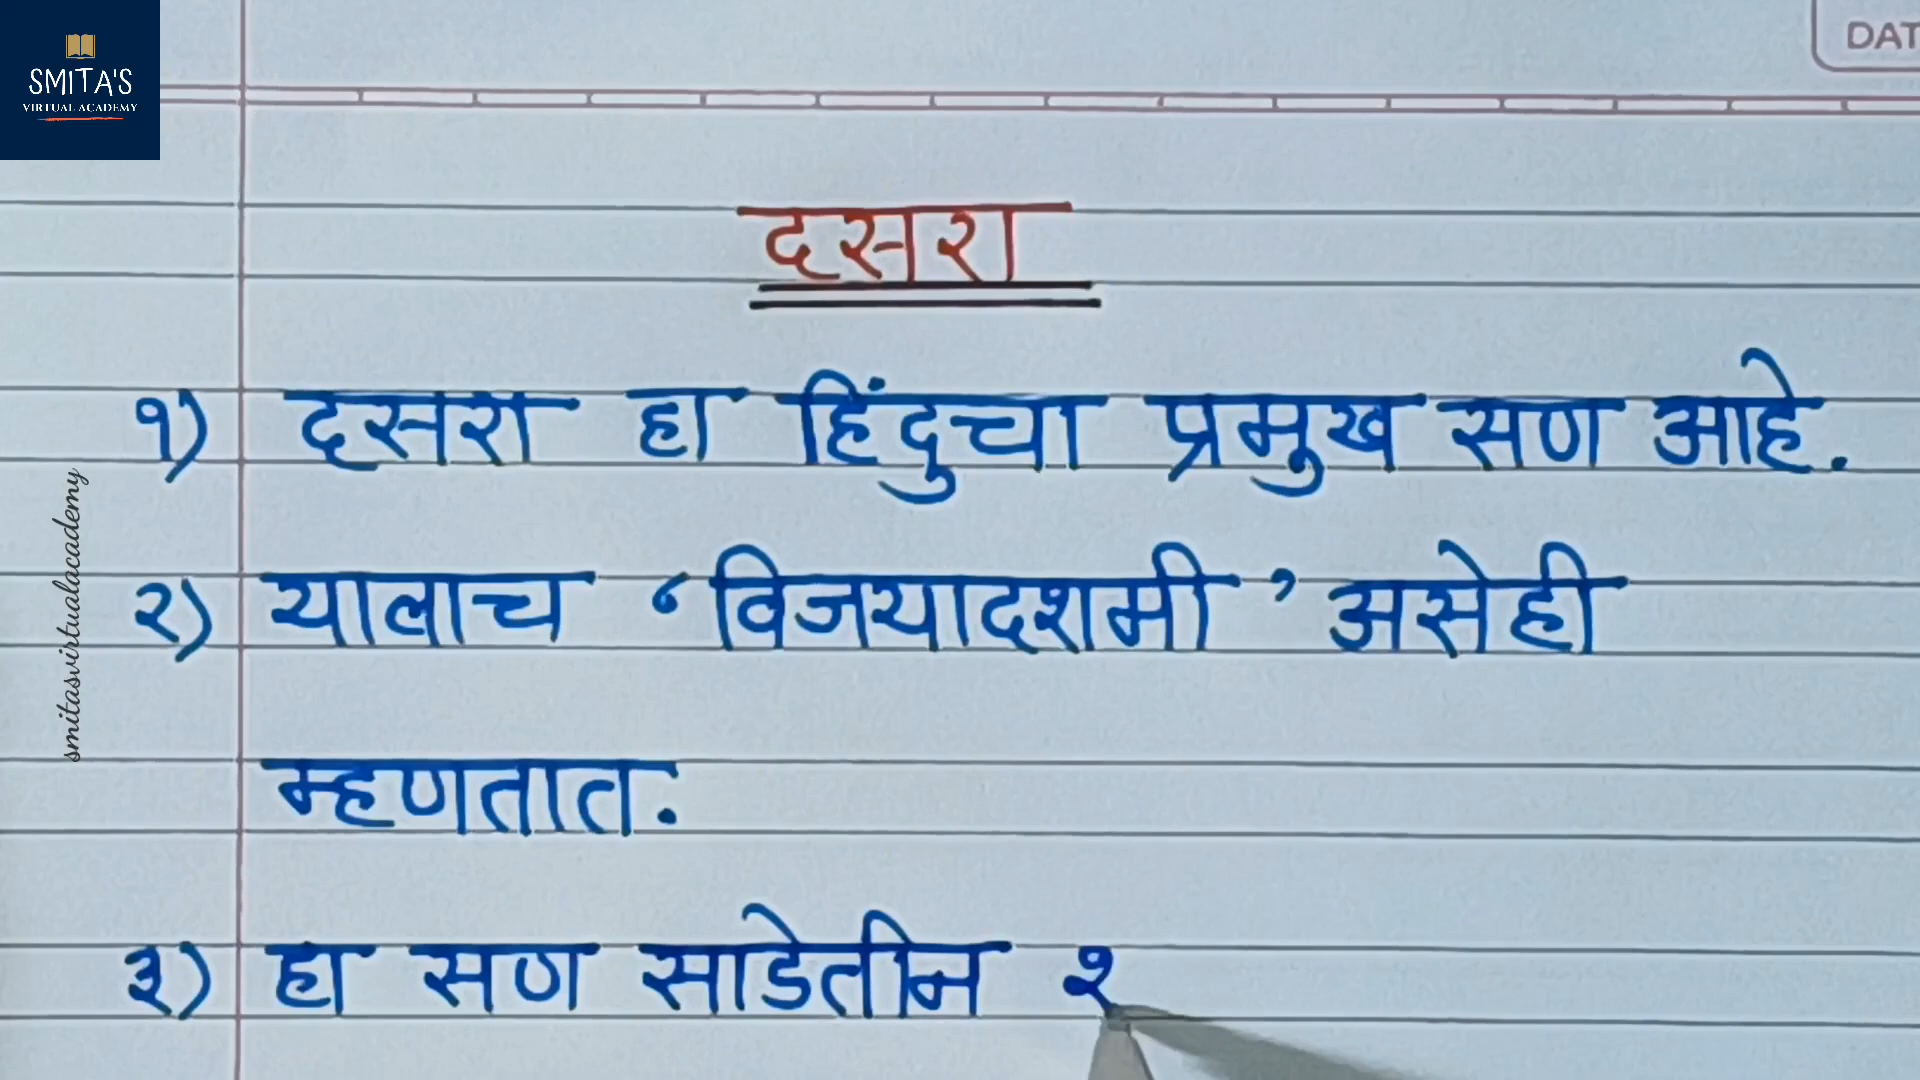 SMITA'S
VIRTUAL ACADEMY
DAT
दसरा
१) दसरा हा हिंदुचा प्रमुख सण आहे.
२) यालाच ‘विजयादशमी’ असेही
म्हणतात.
३) हा सण साडेतीन
smitasvirtualacademy